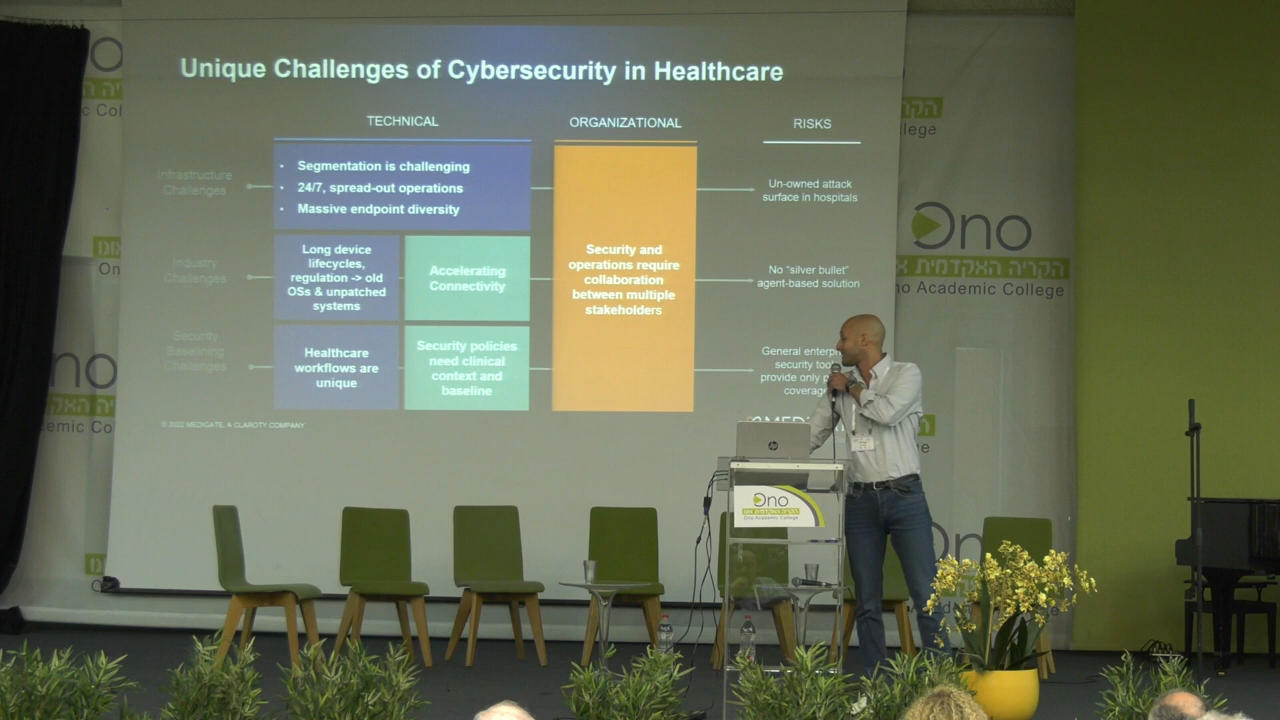 Unique Challenges of Cybersecurity in Healthcare
TECHNICAL
ORGANIZATIONAL
RISKS
Infrastructure
Challenges
• Segmentation is challenging
• 24/7, spread-out operations
• Massive endpoint diversity
Un-owned attack
surface in hospitals
Industry
Challenges
Long device
lifecycles,
regulation -> old
OSs & unpatched
systems
Accelerating
Connectivity
Security and
operations require
collaboration
between multiple
stakeholders
No "silver bullet"
agent-based solution
Security
Baselining
Challenges
Healthcare
workflows are
unique
Security policies
need clinical
context and
baseline
General
security
provide only
coverage
© 2022 MEDIGATE, A CLAROTY COMPANY
Ono
הקריה האקדמית
Ono Academic College
hp
Ono
הקריה האקדמית אונו
Ono Academic College